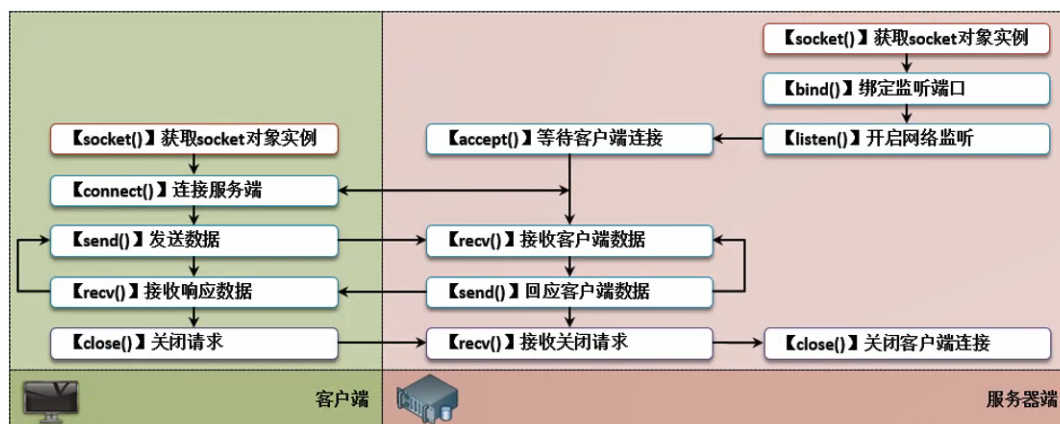 【socket()】获取socket对象实例
【bind()】绑定监听端口
【socket()】获取socket对象实例
【accept()】等待客户端连接
【listen()】开启网络监听
【connect()】连接服务端
【send()】发送数据
【recv()】接收客户端数据
【recv()】接收响应数据
【send()】回应客户端数据
【close()】关闭请求
【recv()】接收关闭请求
【close()】关闭客户端连接
客户端
服务器端